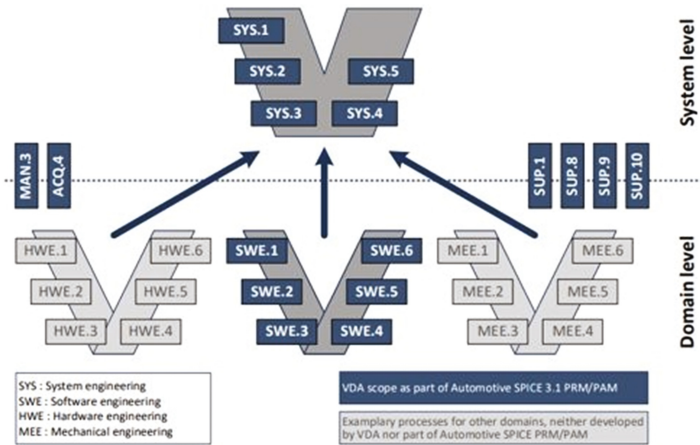 SYS.1
SYS.2
SYS.5
SYS.3
SYS.4
System level
MAN.3
ACQ.4
SUP.1
SUP.8
SUP.9
SUP.10
HWE.1
HWE.6
SWE.1
SWE.6
MEE.1
MEE.6
HWE.2
HWE.5
SWE.2
SWE.5
MEE.2
MEE.5
HWE.3
HWE.4
SWE.3
SWE.4
MEE.3
MEE.4
Domain level
SYS : System engineering
SWE : Software engineering
HWE : Hardware engineering
MEE : Mechanical engineering
VDA scope as part of Automotive SPICE 3.1 PRM/PAM
Examplary processes for other domains, neither developed
by VDA nor part of Automotive SPICE PRM/PAM